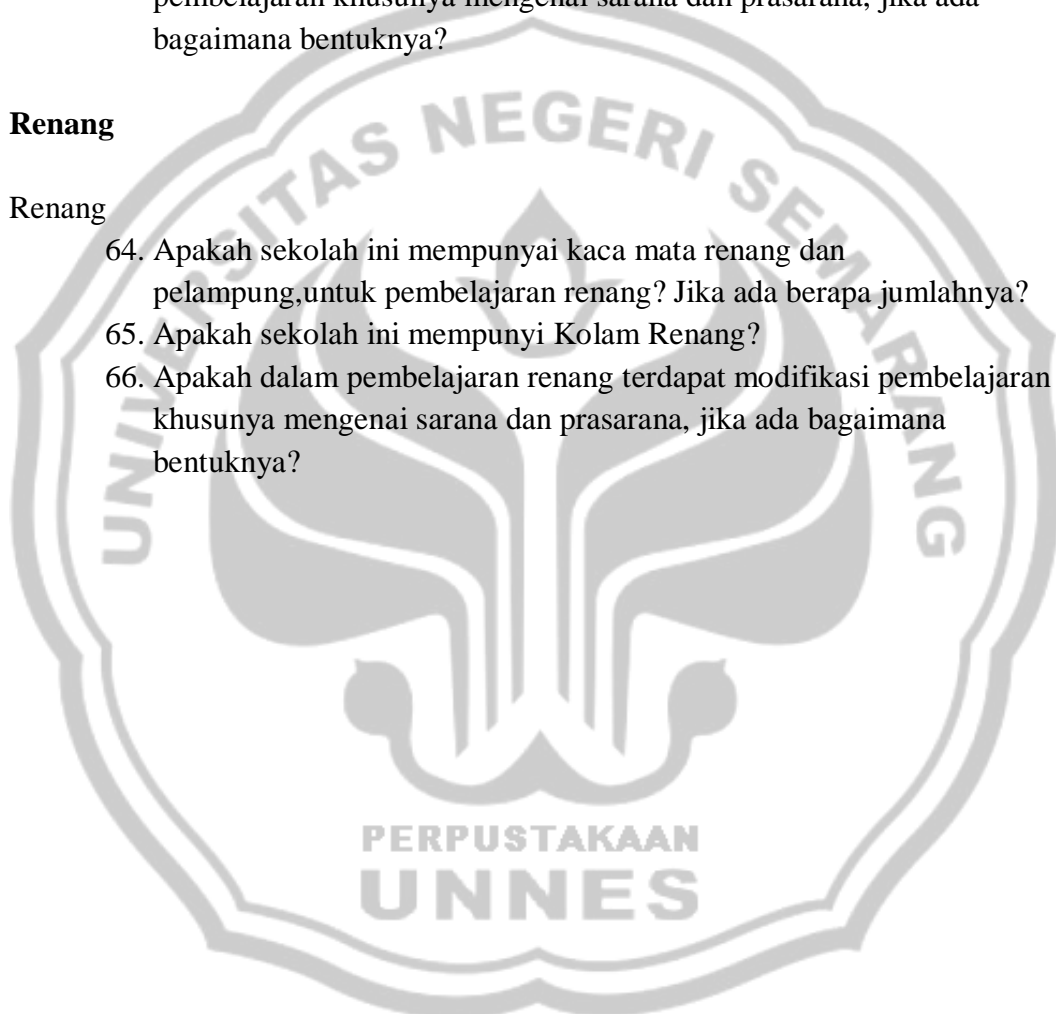 pembelajaran khusunya mengenai sarana dan prasarana, jika ada
bagaimana bentuknya?
Renang
Renang
64. Apakah sekolah ini mempunyai kaca mata renang dan
pelampung,untuk pembelajaran renang? Jika ada berapa jumlahnya?
65. Apakah sekolah ini mempunyi Kolam Renang?
66. Apakah dalam pembelajaran renang terdapat modifikasi pembelajaran
khusunya mengenai sarana dan prasarana, jika ada bagaimana
bentuknya?
UNIVERSITAS NEGERI SEMARANG
PERPUSTAKAAN
UNNES